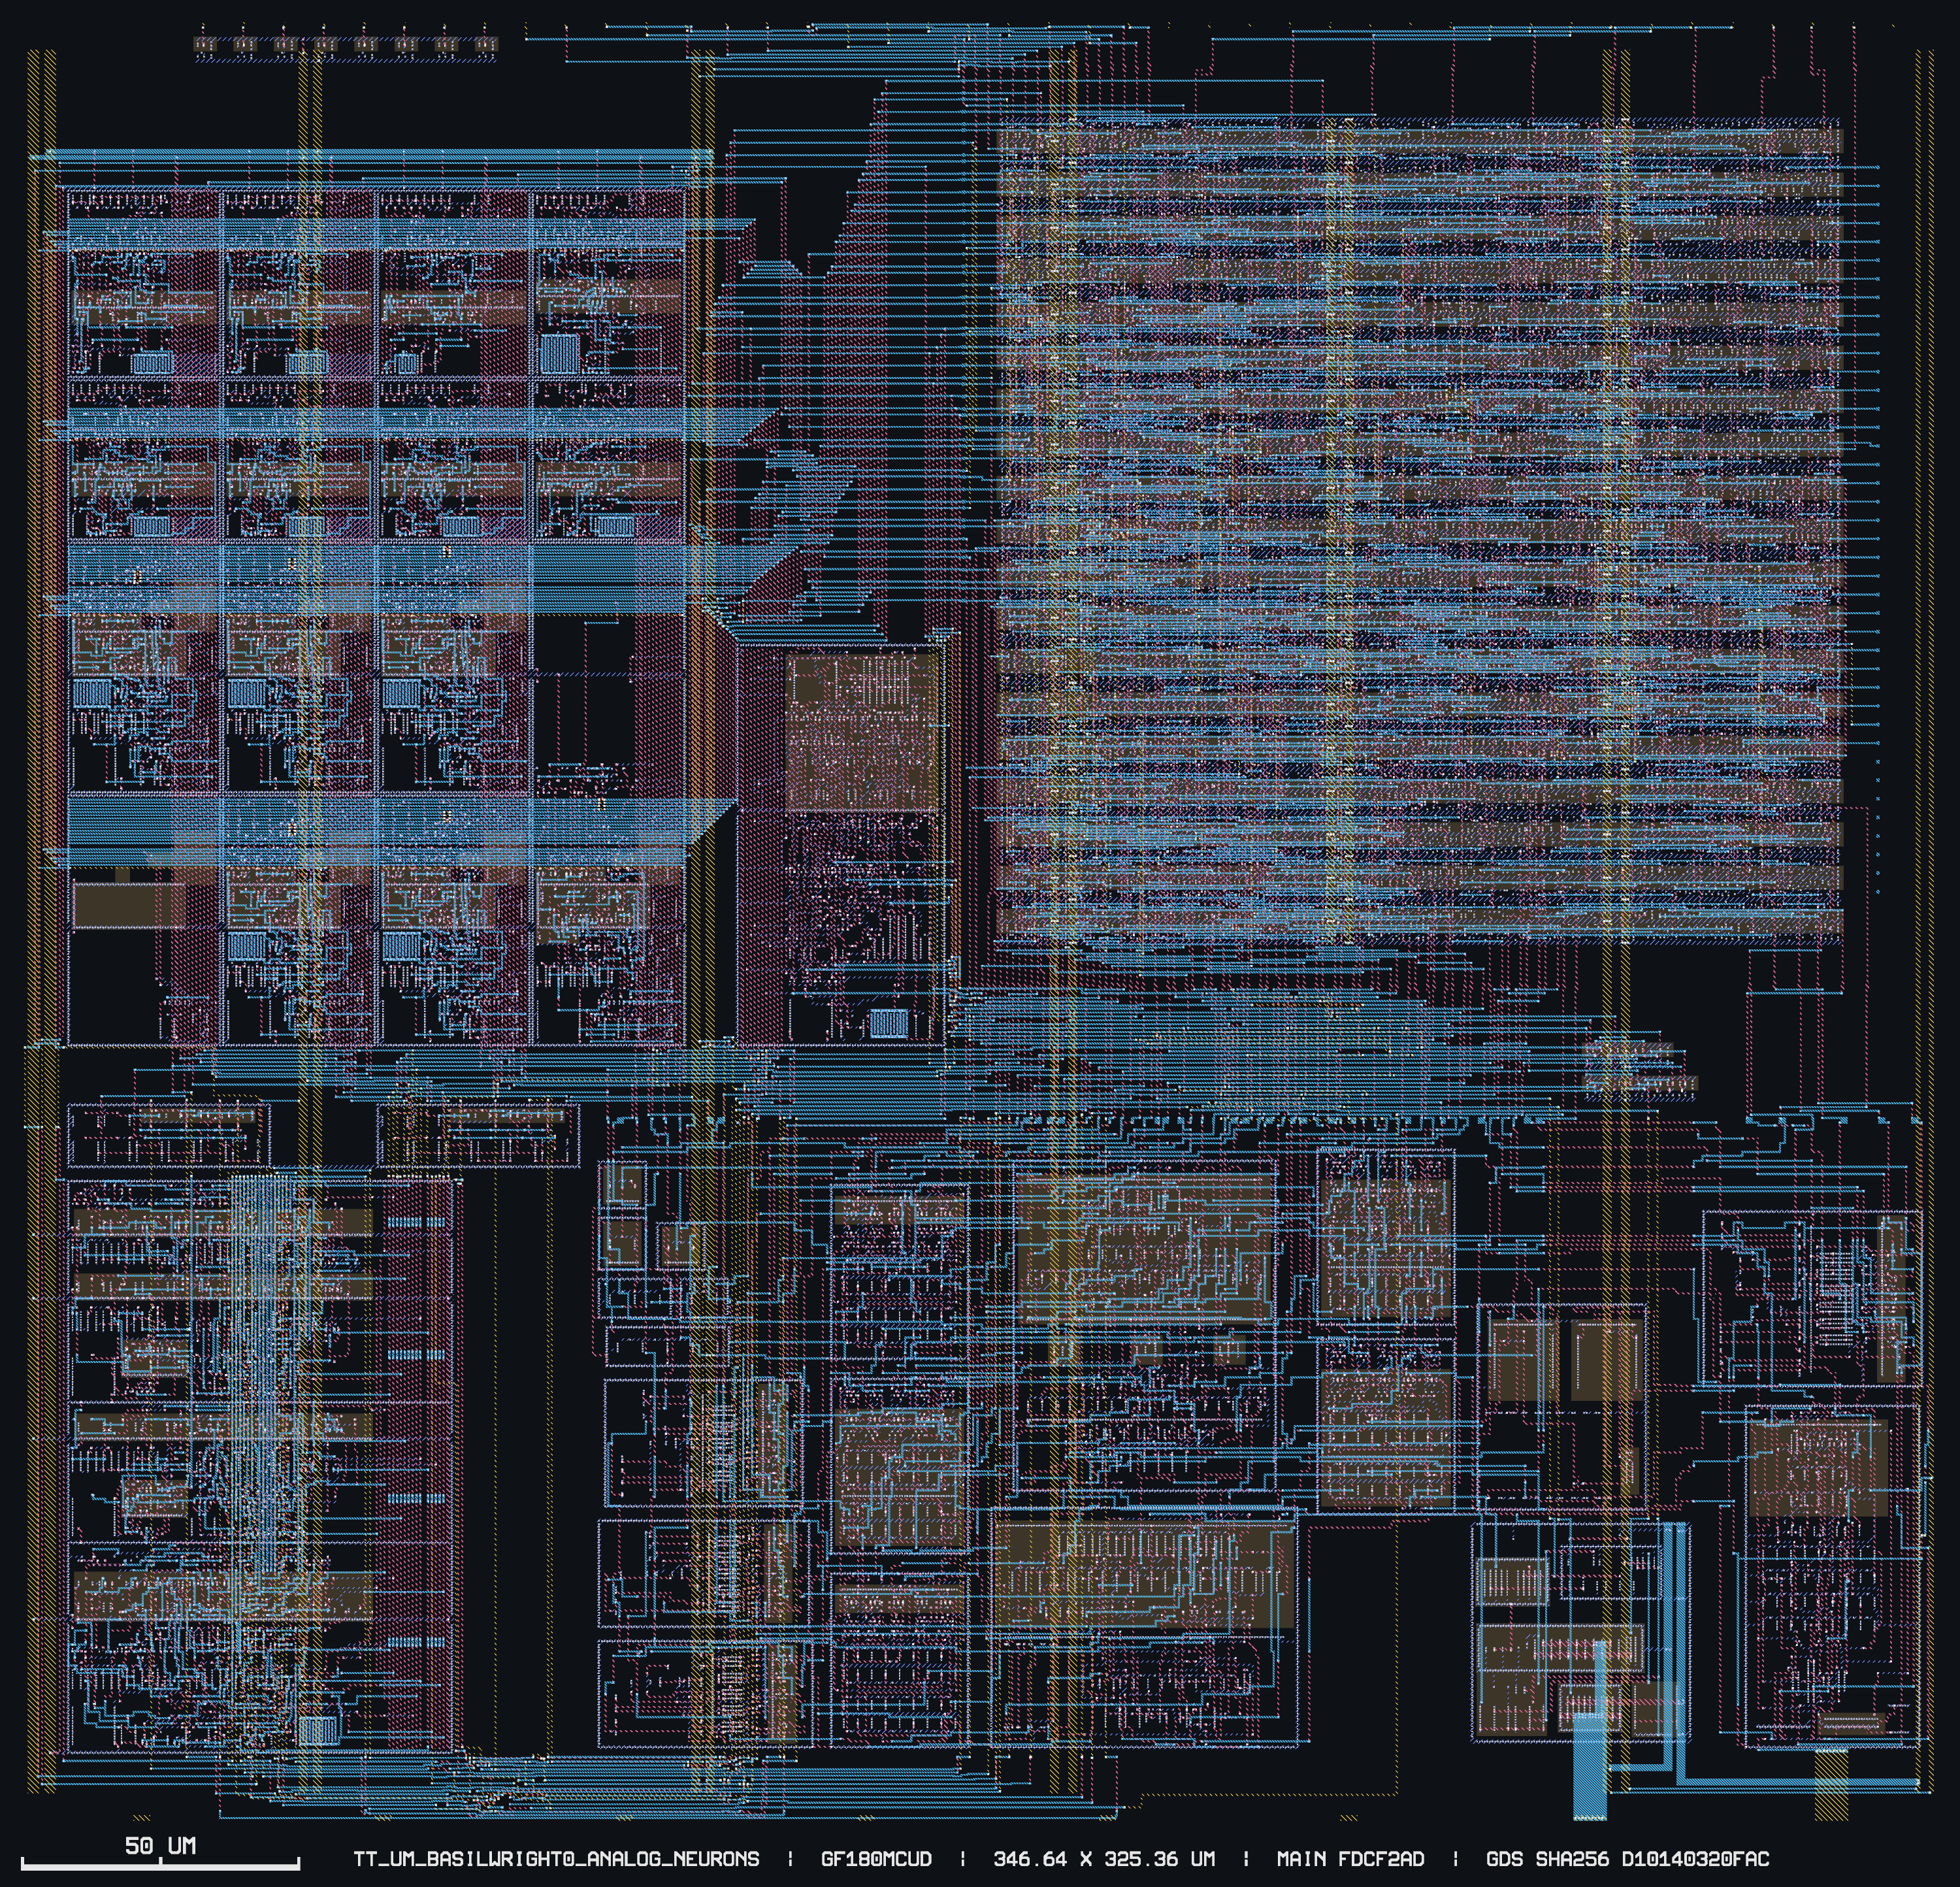 50 UM
TT_UM_BASILWRIGHT0_ANALOG_NEURONS | GF180MCUD | 346.64 X 325.36 UM | MAIN FDCF2AD | GDS SHA256 D10140320FAC